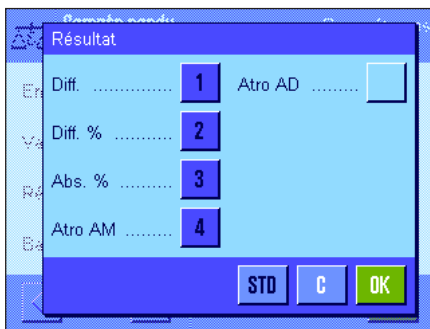 Résultat
Diff. .............. 1
Atro AD .........
Diff. % ........... 2
Abs. % .......... 3
Atro AM ......... 4
STD C OK